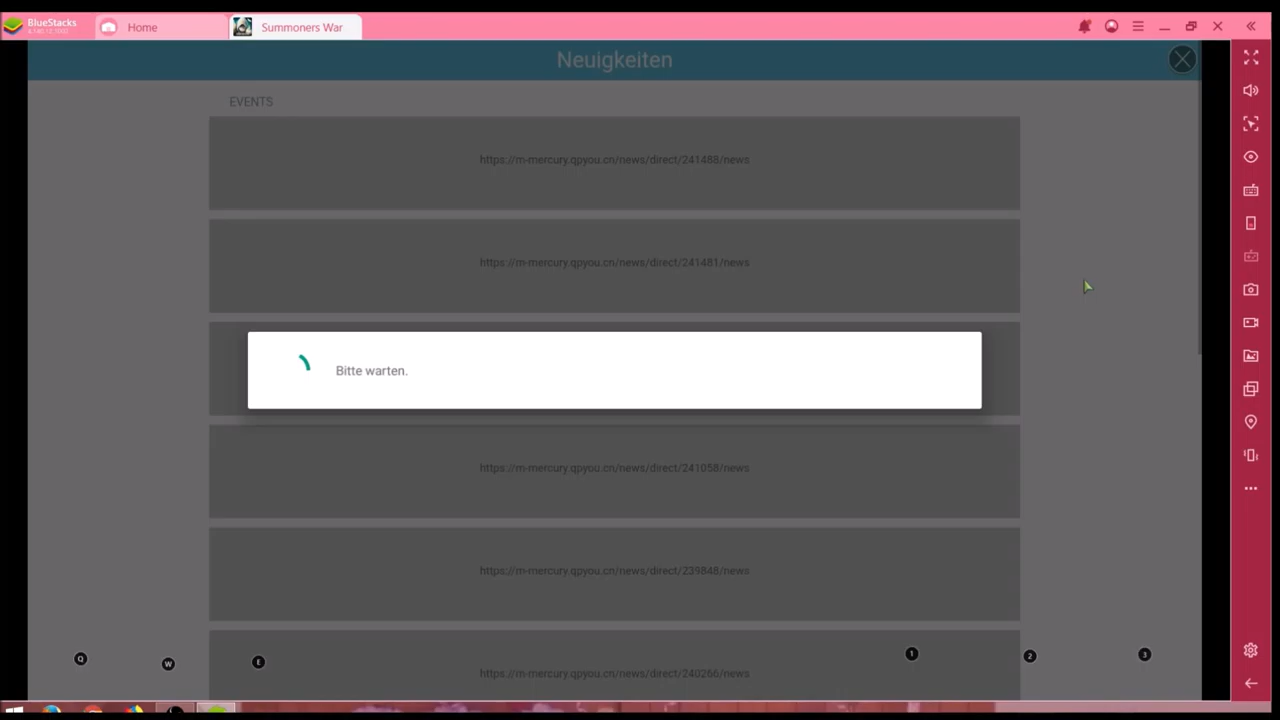 BlueStacks
Home
Summoners War
Neuigkeiten
EVENTS
https://m-mercury.qpyou.cn/news/direct/241488/news
https://m-mercury.qpyou.cn/news/direct/241481/news
Bitte warten.
https://m-mercury.qpyou.cn/news/direct/241058/news
https://m-mercury.qpyou.cn/news/direct/239848/news
https://m-mercury.qpyou.cn/news/direct/240266/news
Q W E 1 2 3